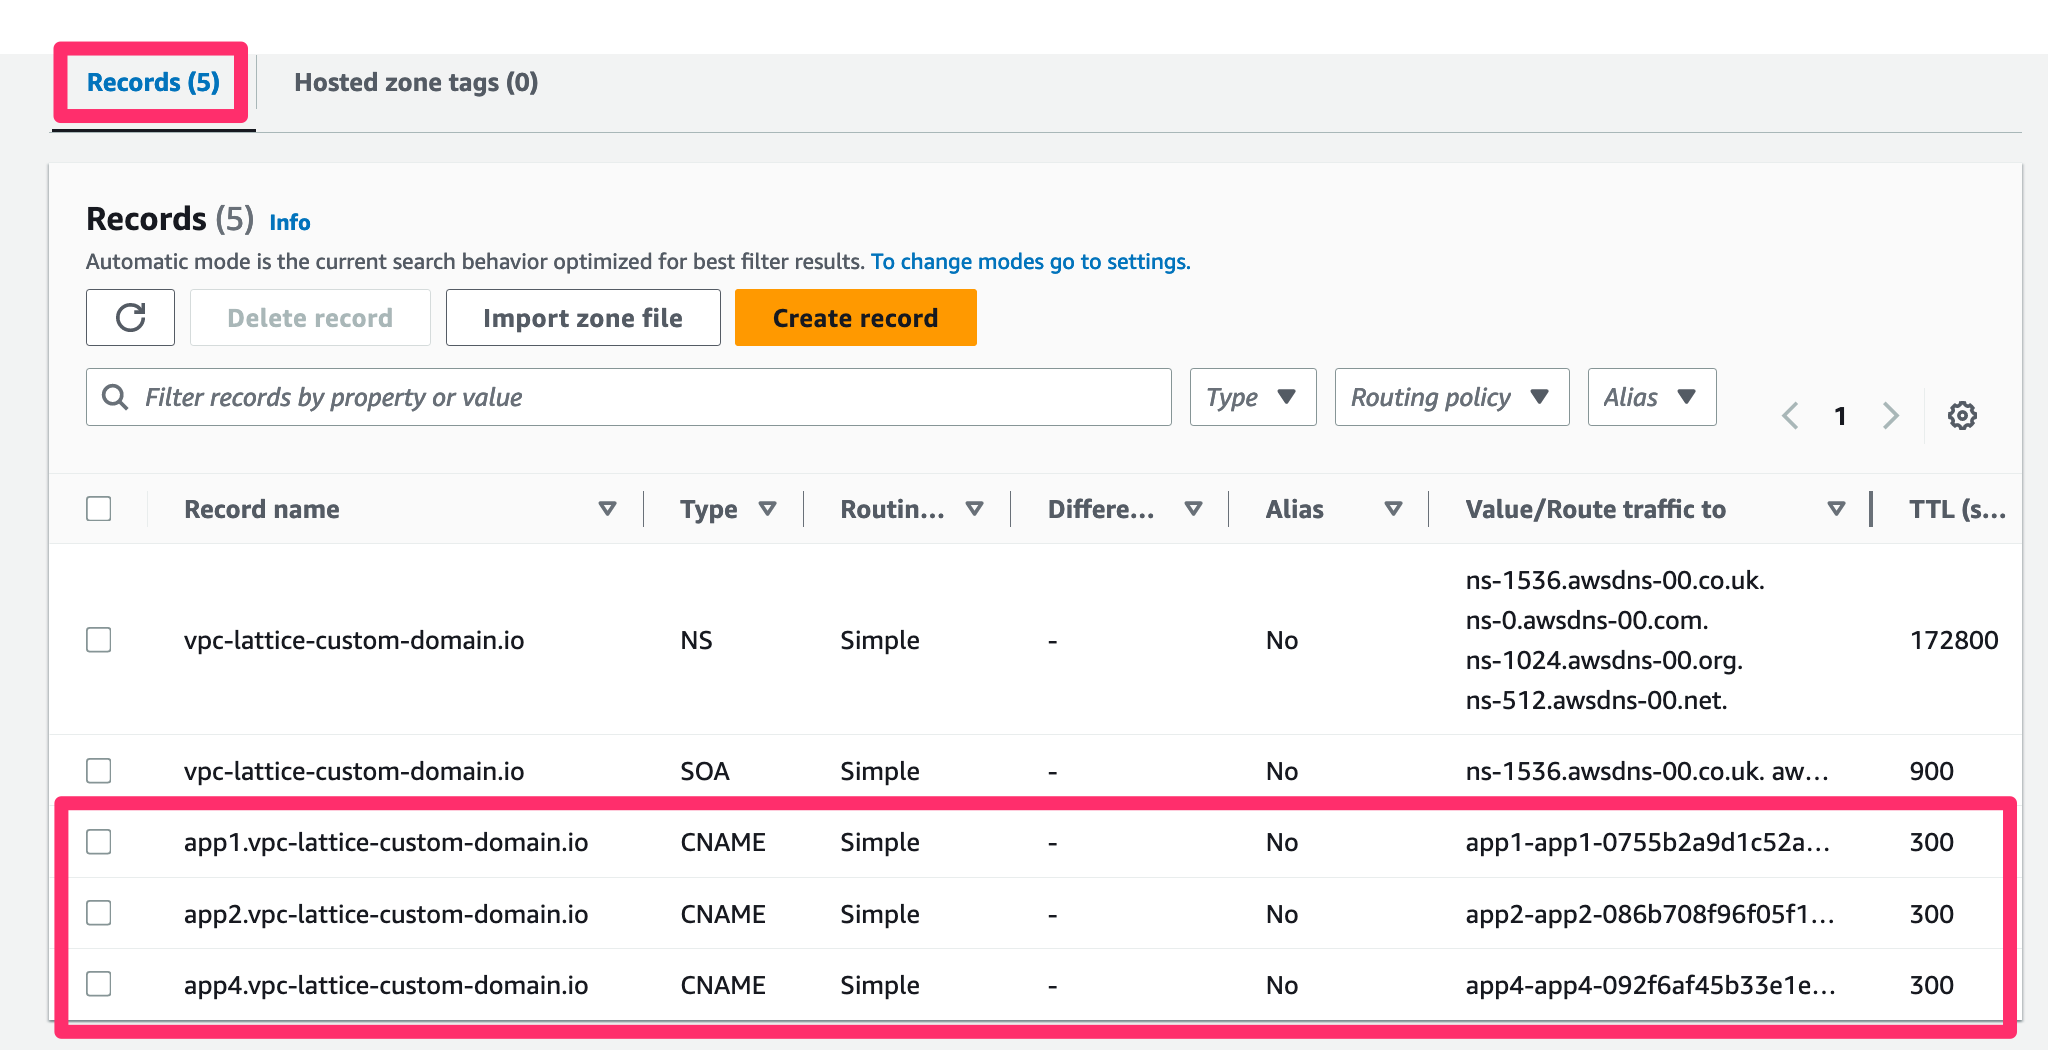 Records (5)
Hosted zone tags (0)
Records (5) Info
Automatic mode is the current search behavior optimized for best filter results. To change modes go to settings.
Delete record
Import zone file
Create record
Filter records by property or value
Type
Routing policy
Alias
1
Record name Type Routin... Differe... Alias Value/Route traffic to TTL (s...
ns-1536.awsdns-00.co.uk.
ns-0.awsdns-00.com.
vpc-lattice-custom-domain.io NS Simple - No 172800
ns-1024.awsdns-00.org.
ns-512.awsdns-00.net.
vpc-lattice-custom-domain.io SOA Simple - No ns-1536.awsdns-00.co.uk. aw... 900
app1.vpc-lattice-custom-domain.io CNAME Simple - No app1-app1-0755b2a9d1c52a... 300
app2.vpc-lattice-custom-domain.io CNAME Simple - No app2-app2-086b708f96f05f1... 300
app4.vpc-lattice-custom-domain.io CNAME Simple - No app4-app4-092f6af45b33e1e... 300